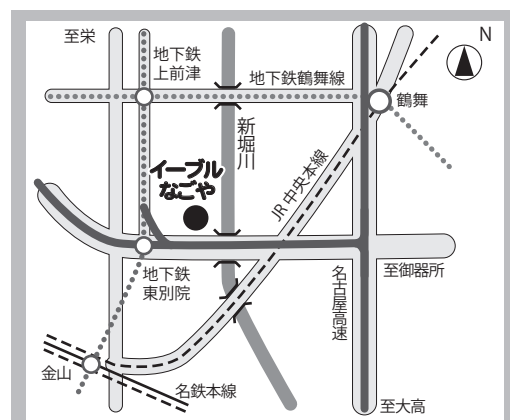 至栄
地下鉄
上前津
地下鉄鶴舞線
N
鶴舞
新堀川
イーブル
なごや
JR中央本線
地下鉄
東別院
名古屋高速
至御器所
金山
名鉄本線
至大高